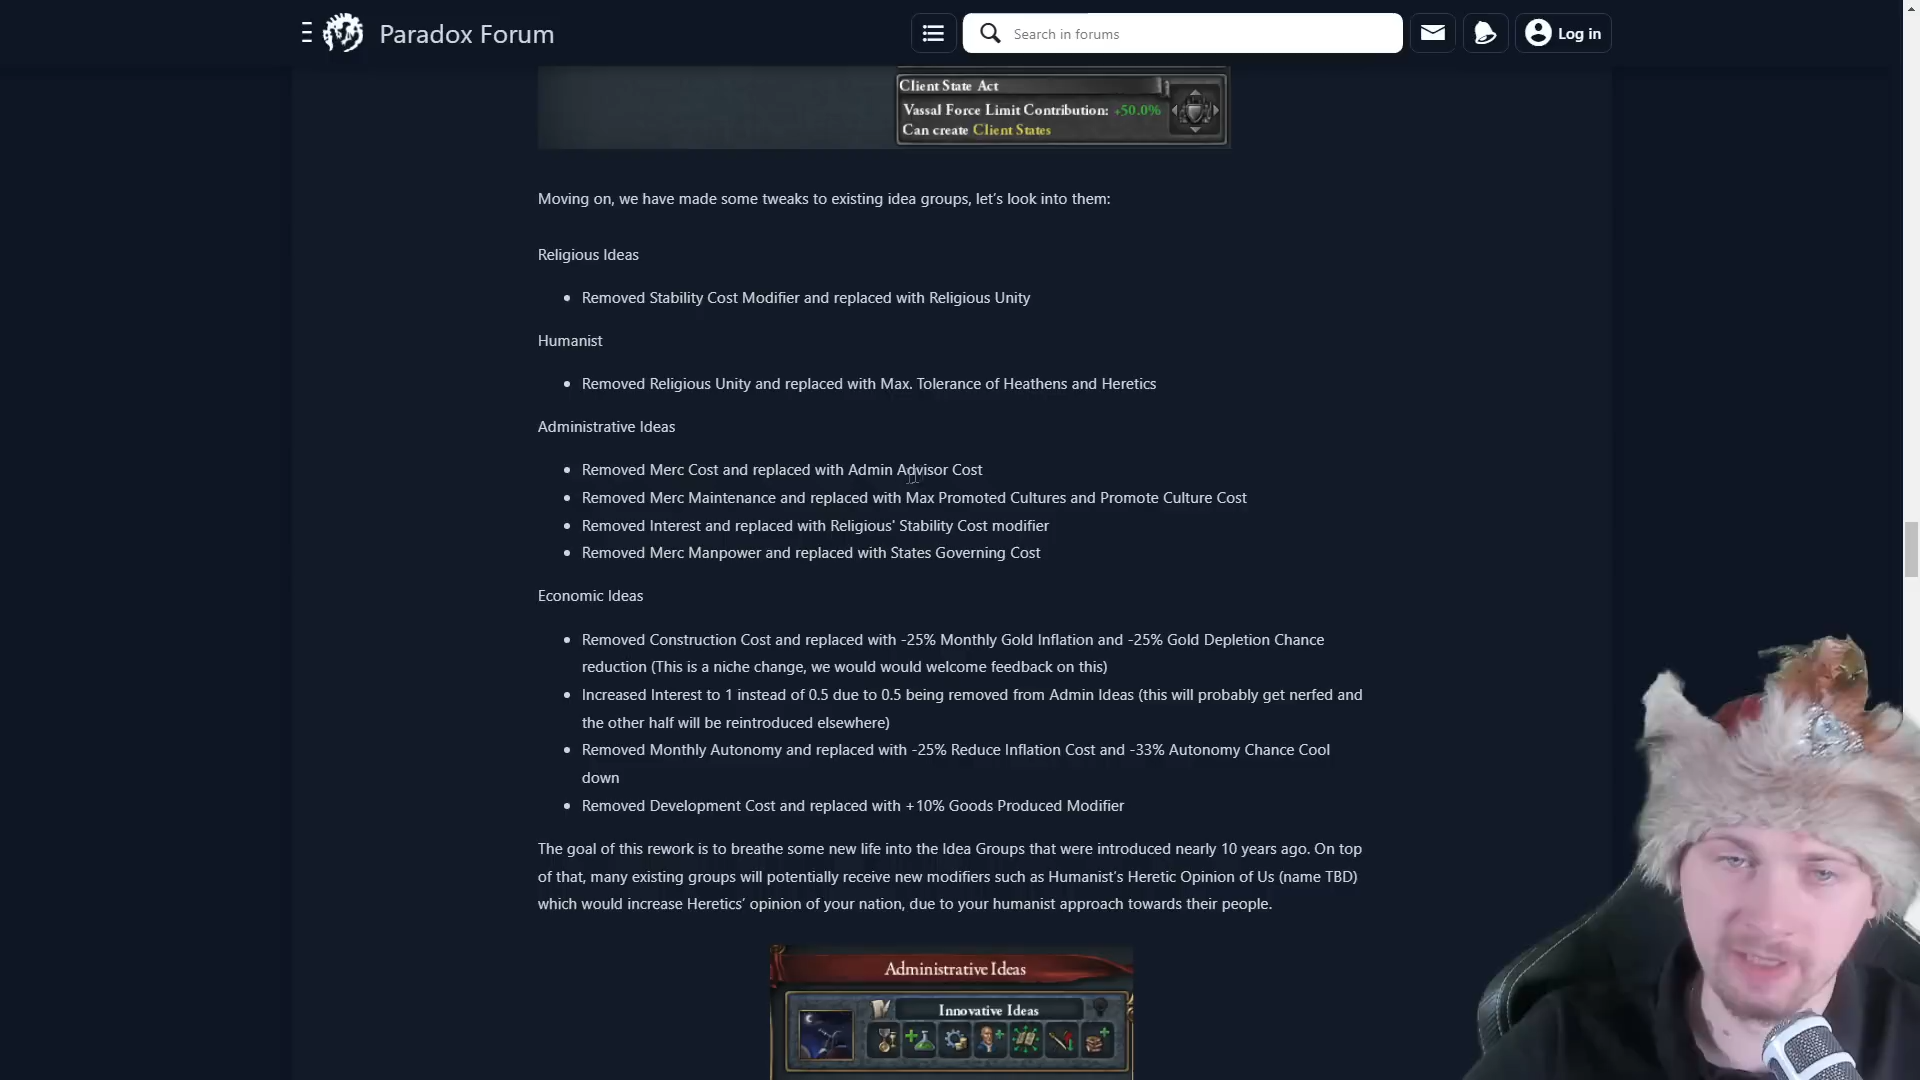 Paradox Forum
Search in forums
Log in
Client State Act
Vassal Force Limit Contribution: +50.0%
Can create Client States
Moving on, we have made some tweaks to existing idea groups, let's look into them:
Religious Ideas
Removed Stability Cost Modifier and replaced with Religious Unity
Humanist
Removed Religious Unity and replaced with Max. Tolerance of Heathens and Heretics
Administrative Ideas
Removed Merc Cost and replaced with Admin Advisor Cost
Removed Merc Maintenance and replaced with Max Promoted Cultures and Promote Culture Cost
Removed Interest and replaced with Religious' Stability Cost modifier
Removed Merc Manpower and replaced with States Governing Cost
Economic Ideas
Removed Construction Cost and replaced with -25% Monthly Gold Inflation and -25% Gold Depletion Chance
reduction (This is a niche change, we would would welcome feedback on this)
Increased Interest to 1 instead of 0.5 due to 0.5 being removed from Admin Ideas (this will probably get nerfed and
the other half will be reintroduced elsewhere)
Removed Monthly Autonomy and replaced with -25% Reduce Inflation Cost and -33% Autonomy Chance Cool
down
Removed Development Cost and replaced with +10% Goods Produced Modifier
The goal of this rework is to breathe some new life into the Idea Groups that were introduced nearly 10 years ago. On top
of that, many existing groups will potentially receive new modifiers such as Humanist's Heretic Opinion of Us (name TBD)
which would increase Heretics' opinion of your nation, due to your humanist approach towards their people.
Administrative Ideas
Innovative Ideas